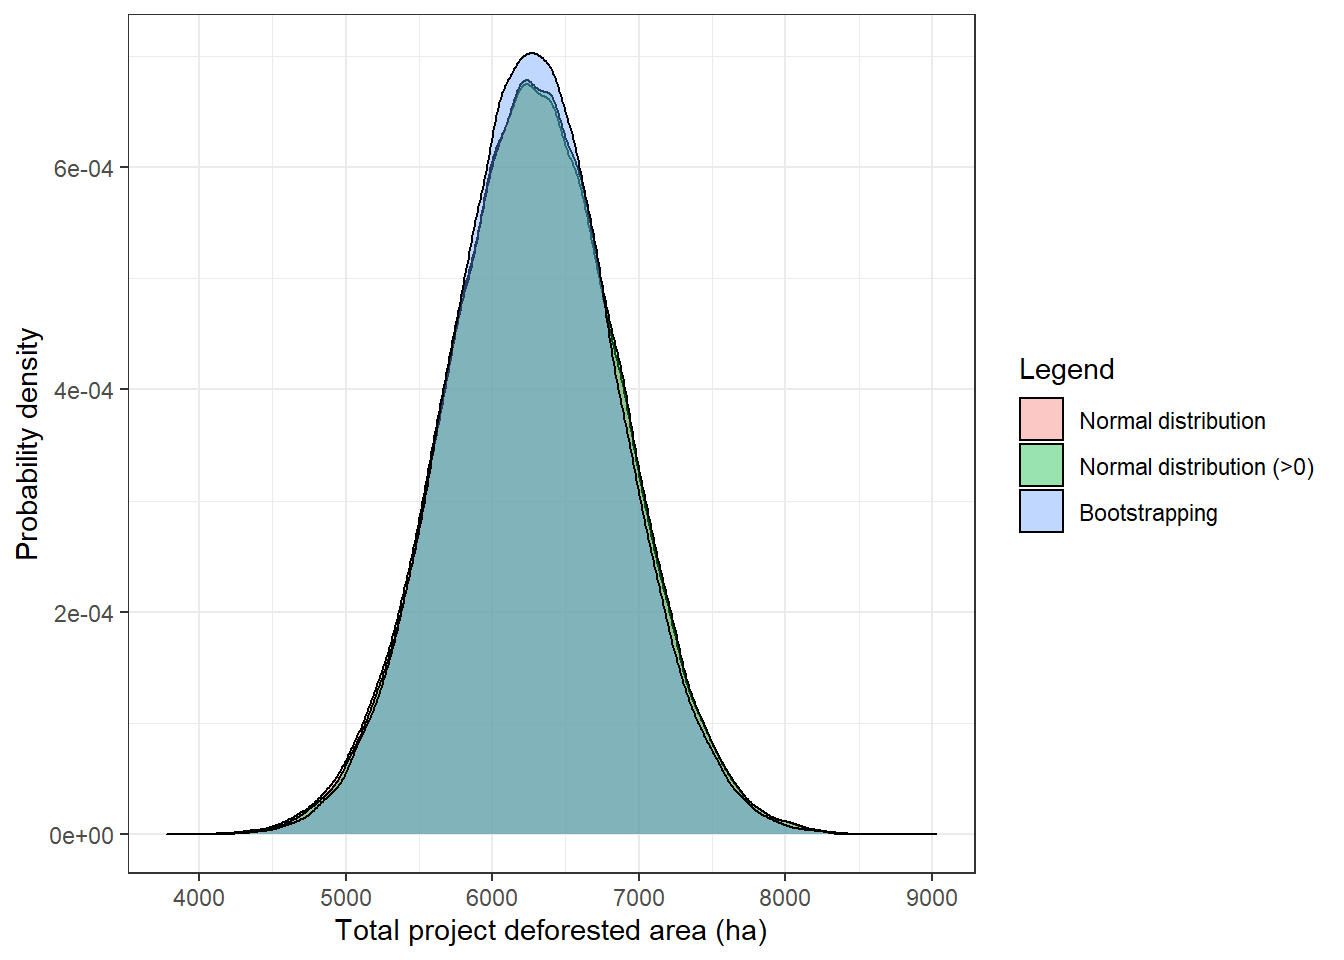 Probability density
6e-04
4e-04
2e-04
0e+00
4000 5000 6000 7000 8000 9000
Total project deforested area (ha)
Legend
Normal distribution
Normal distribution (>0)
Bootstrapping